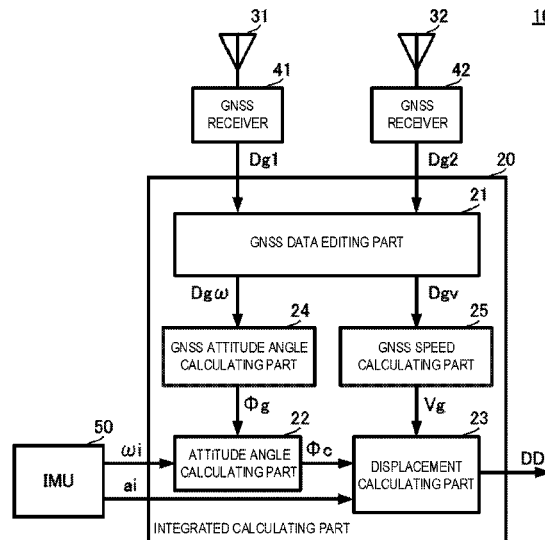 31
32
41
GNSS
RECEIVER
42
GNSS
RECEIVER
Dg1
Dg2
20
21
GNSS DATA EDITING PART
Dgω
Dgv
24
GNSS ATTITUDE ANGLE
CALCULATING PART
25
GNSS SPEED
CALCULATING PART
Φg
Vg
50
IMU
ωi
ai
22
ATTITUDE ANGLE
CALCULATING PART
Φc
23
DISPLACEMENT
CALCULATING PART
DD
INTEGRATED CALCULATING PART